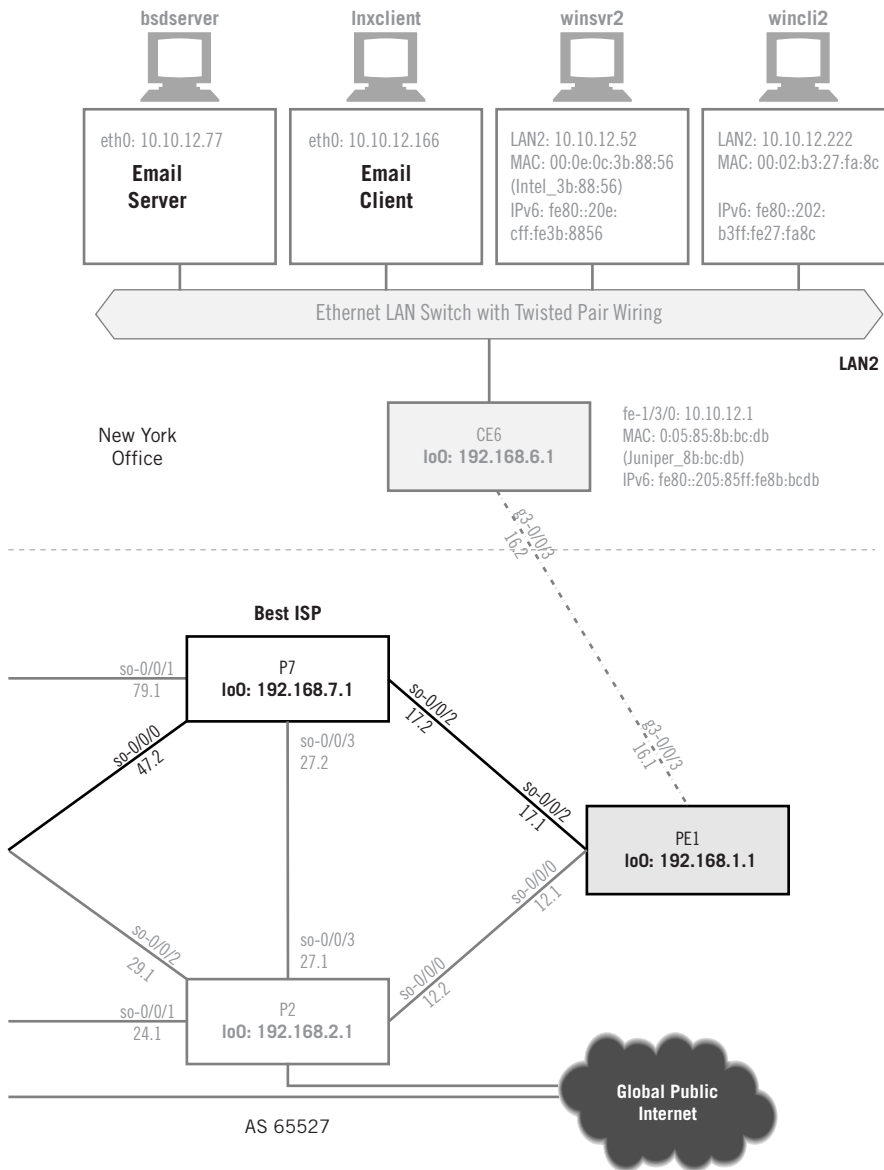 bsdserver
lnxclient
winsvr2
wincli2
eth0: 10.10.12.77
Email
Server
eth0: 10.10.12.166
Email
Client
LAN2: 10.10.12.52
MAC: 00:0e:0c:3b:88:56
(Intel_3b:88:56)
IPv6: fe80::20e:
cff:fe3b:8856
LAN2: 10.10.12.222
MAC: 00:02:b3:27:fa:8c
IPv6: fe80::202:
b3ff:fe27:fa8c
Ethernet LAN Switch with Twisted Pair Wiring
LAN2
New York
Office
CE6
lo0: 192.168.6.1
fe-1/3/0: 10.10.12.1
MAC: 0:05:85:8b:bc:db
(Juniper_8b:bc:db)
IPv6: fe80::205:85ff:fe8b:bcdb
g3-0/0/3
16.2
Best ISP
so-0/0/1
79.1
P7
lo0: 192.168.7.1
so-0/0/2
17.2
so-0/0/0
47.2
so-0/0/3
27.2
g3-0/0/3
16.1
so-0/0/2
17.1
PE1
lo0: 192.168.1.1
so-0/0/0
12.1
so-0/0/2
29.1
so-0/0/3
27.1
so-0/0/0
12.2
so-0/0/1
24.1
P2
lo0: 192.168.2.1
Global Public
Internet
AS 65527